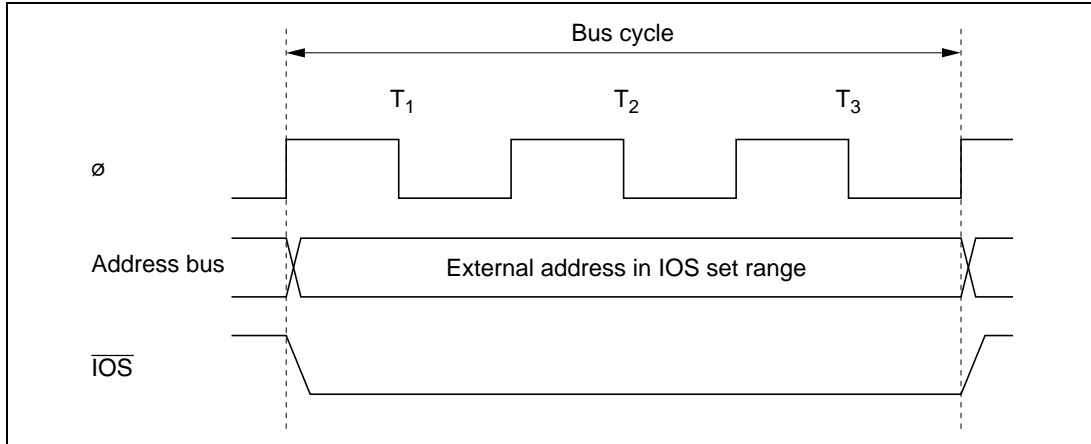 Bus cycle
T1 T2 T3
ø
Address bus External address in IOS set range
IOS